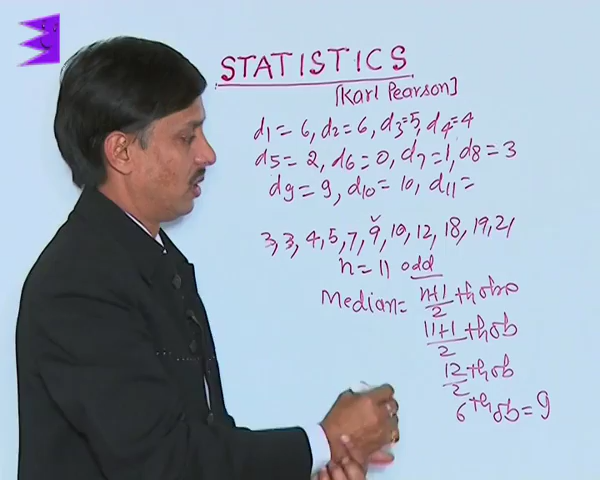 STATISTICS
[Karl Pearson]
d1 = 6, d2 = 6, d3 = 5, d4 = 4
d5 = 2, d6 = 0, d7 = 1, d8 = 3
d9 = 9, d10 = 10, d11 =
3, 3, 4, 5, 7, 9, 10, 12, 18, 19, 21
n = 11 odd
Median = n+1/2 th obs
11+1/2 th ob
12/2 th ob
6th ob = 9